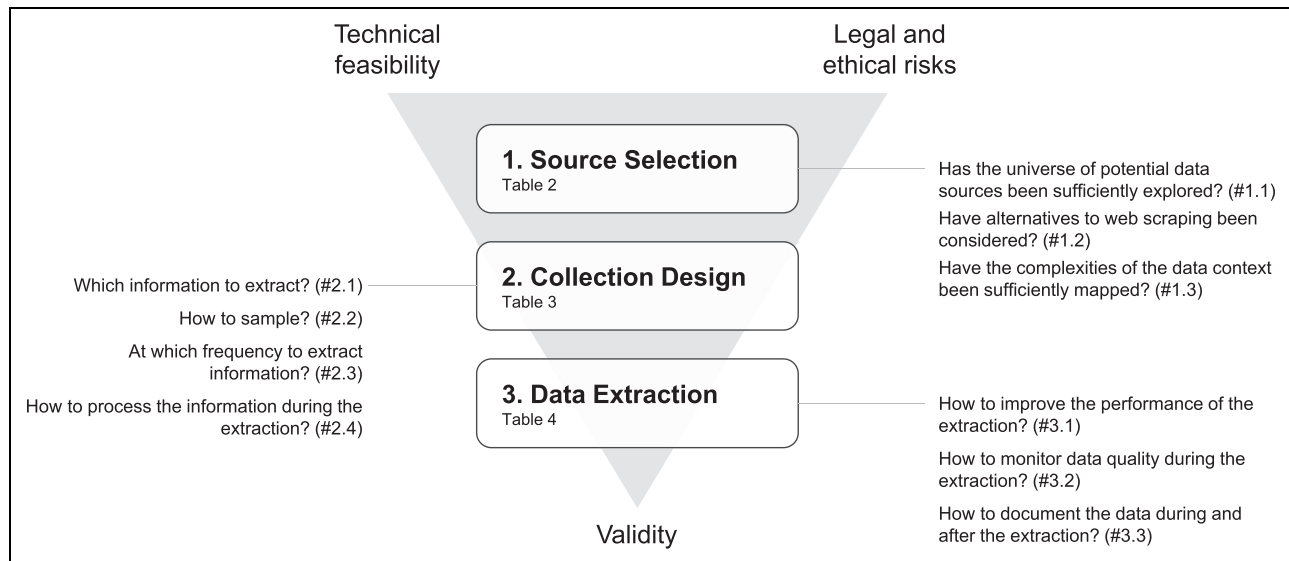 Technical
feasibility
Legal and
ethical risks
1. Source Selection
Table 2
Has the universe of potential data
sources been sufficiently explored? (#1.1)
Have alternatives to web scraping been
considered? (#1.2)
Have the complexities of the data context
been sufficiently mapped? (#1.3)
2. Collection Design
Table 3
Which information to extract? (#2.1)
How to sample? (#2.2)
At which frequency to extract
information? (#2.3)
How to process the information during the
extraction? (#2.4)
3. Data Extraction
Table 4
How to improve the performance of the
extraction? (#3.1)
How to monitor data quality during the
extraction? (#3.2)
How to document the data during and
after the extraction? (#3.3)
Validity